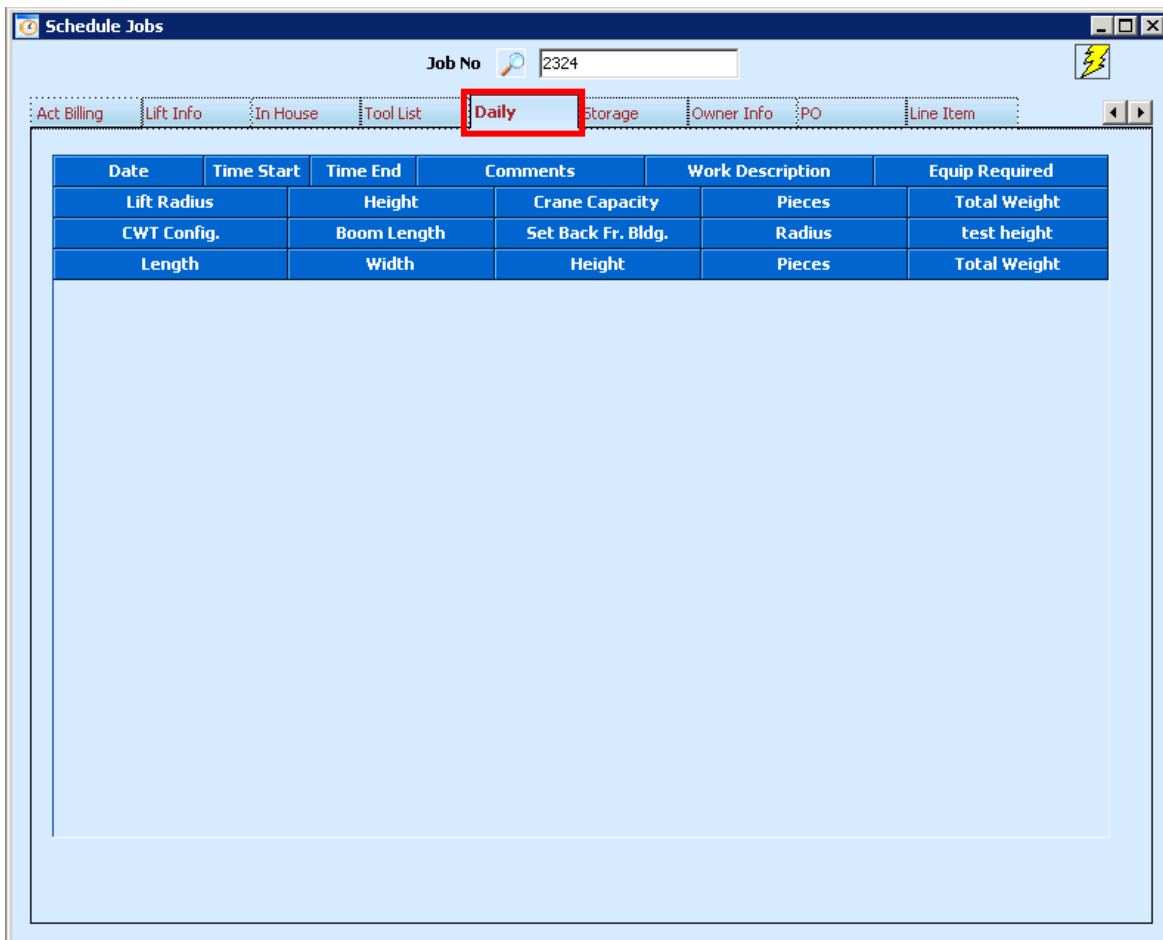 Schedule Jobs
Job No 2324
Act Billing Lift Info In House Tool List Daily Storage Owner Info PO Line Item
Date Time Start Time End Comments Work Description Equip Required
Lift Radius Height Crane Capacity Pieces Total Weight
CWT Config. Boom Length Set Back Fr. Bldg. Radius test height
Length Width Height Pieces Total Weight